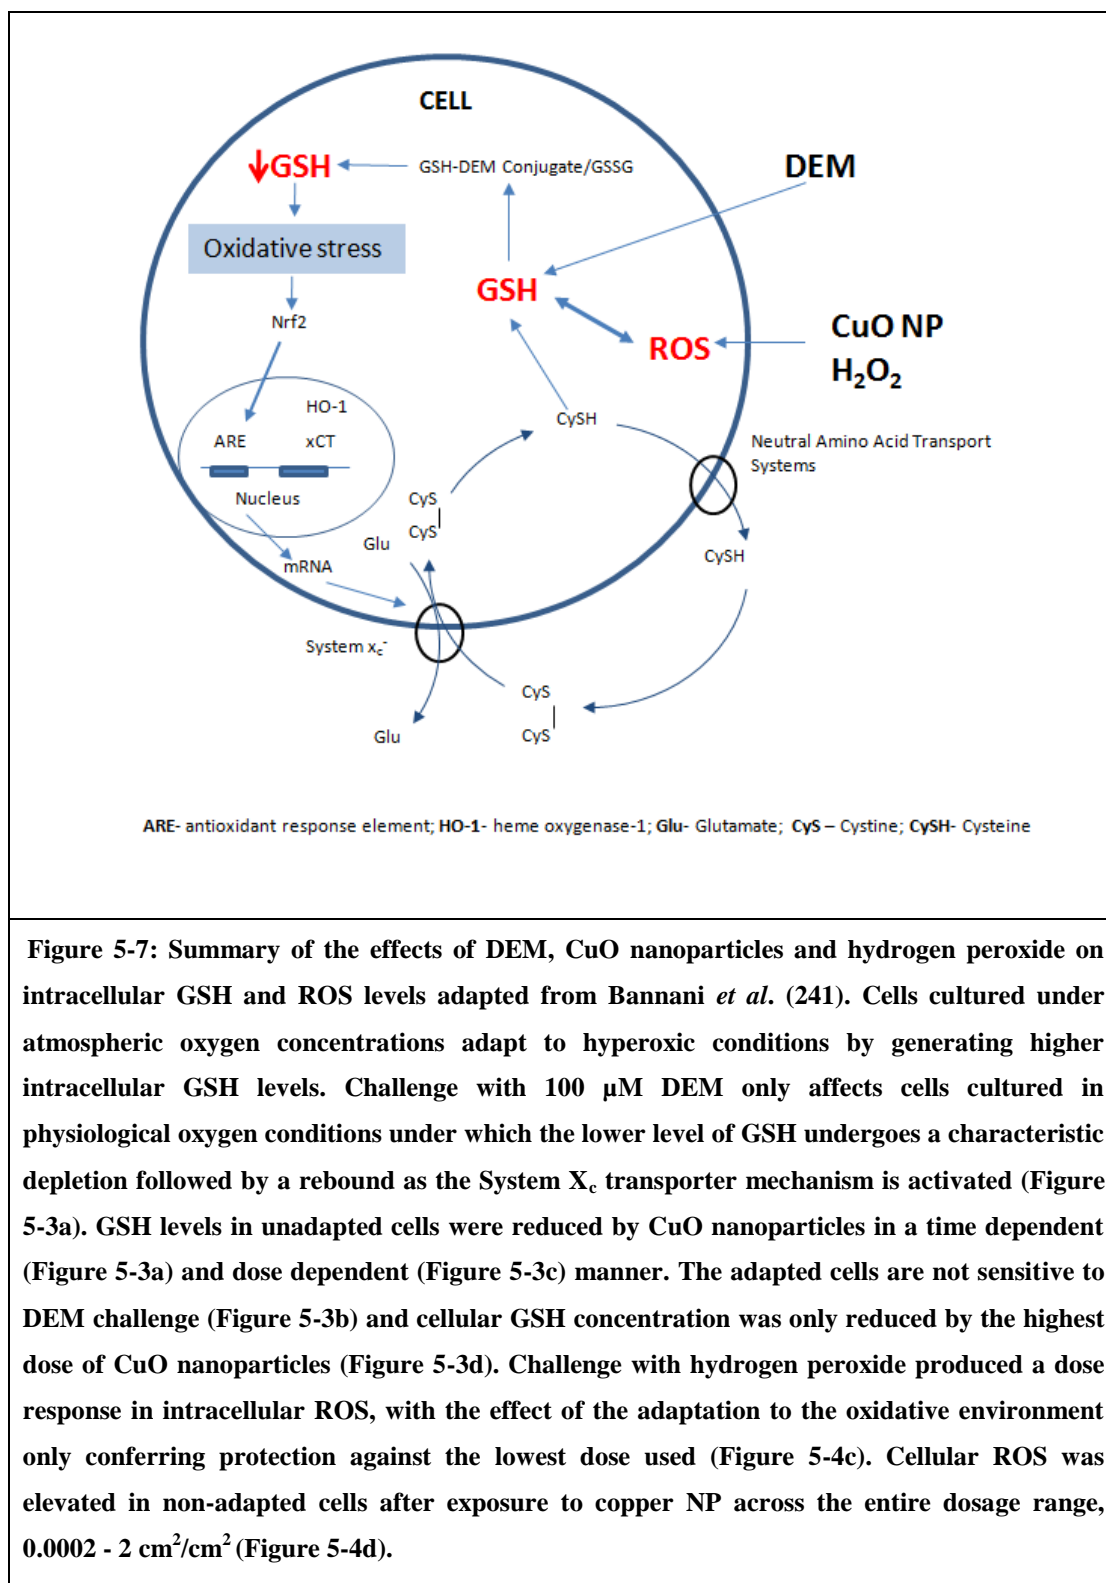 CELL
GSH
GSH-DEM Conjugate/GSSG
DEM
Oxidative stress
GSH
Nrf2
ROS
CuO NP
H₂O₂
HO-1
ARE
xCT
CySH
Neutral Amino Acid Transport
Systems
Nucleus
CyS
CyS
Glu
mRNA
CySH
System xc-
CyS
CyS
Glu
ARE- antioxidant response element; HO-1- heme oxygenase-1; Glu- Glutamate; CyS – Cystine; CySH- Cysteine
Figure 5-7: Summary of the effects of DEM, CuO nanoparticles and hydrogen peroxide on
intracellular GSH and ROS levels adapted from Bannani et al. (241). Cells cultured under
atmospheric oxygen concentrations adapt to hyperoxic conditions by generating higher
intracellular GSH levels. Challenge with 100 µM DEM only affects cells cultured in
physiological oxygen conditions under which the lower level of GSH undergoes a characteristic
depletion followed by a rebound as the System Xc transporter mechanism is activated (Figure
5-3a). GSH levels in unadapted cells were reduced by CuO nanoparticles in a time dependent
(Figure 5-3a) and dose dependent (Figure 5-3c) manner. The adapted cells are not sensitive to
DEM challenge (Figure 5-3b) and cellular GSH concentration was only reduced by the highest
dose of CuO nanoparticles (Figure 5-3d). Challenge with hydrogen peroxide produced a dose
response in intracellular ROS, with the effect of the adaptation to the oxidative environment
only conferring protection against the lowest dose used (Figure 5-4c). Cellular ROS was
elevated in non-adapted cells after exposure to copper NP across the entire dosage range,
0.0002 - 2 cm²/cm² (Figure 5-4d).